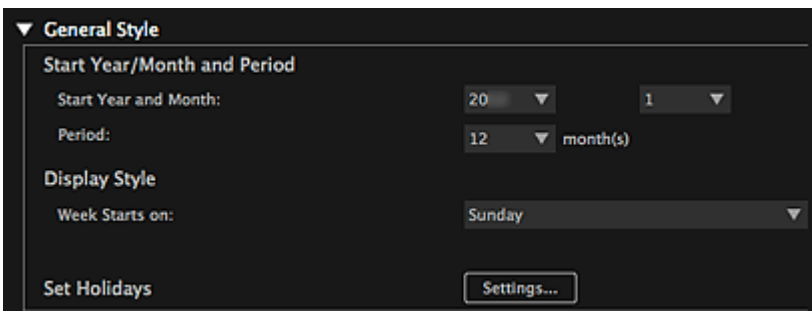 General Style
Start Year/Month and Period
Start Year and Month: 20 1
Period: 12 month(s)
Display Style
Week Starts on: Sunday
Set Holidays Settings...